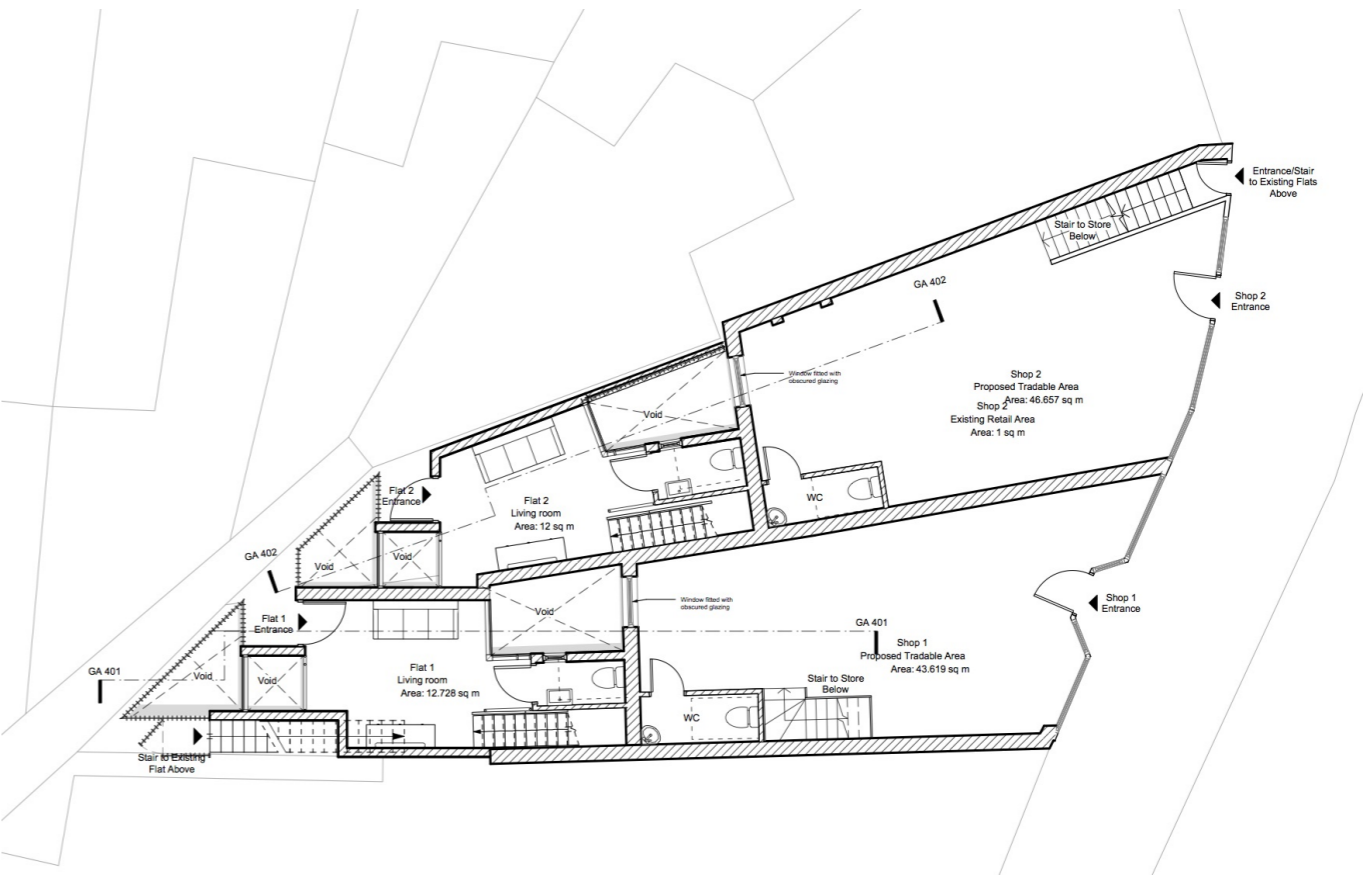 Entrance/Stair
to Existing Flats
Above
Stair to Store
Below
GA 402
Shop 2
Entrance
Window fitted with
obscured glazing
Shop 2
Proposed Tradable Area
Area: 46.657 sq m
Shop 2
Existing Retail Area
Area: 1 sq m
Void
Flat 2
Entrance
Flat 2
Living room
Area: 12 sq m
WC
GA 402
Void
Void
Window fitted with
obscured glazing
Shop 1
Entrance
Flat 1
Entrance
Void
GA 401
Shop 1
Proposed Tradable Area
Area: 43.619 sq m
GA 401
Void
Void
Flat 1
Living room
Area: 12.728 sq m
Stair to Store
Below
WC
Stair to Existing
Flat Above